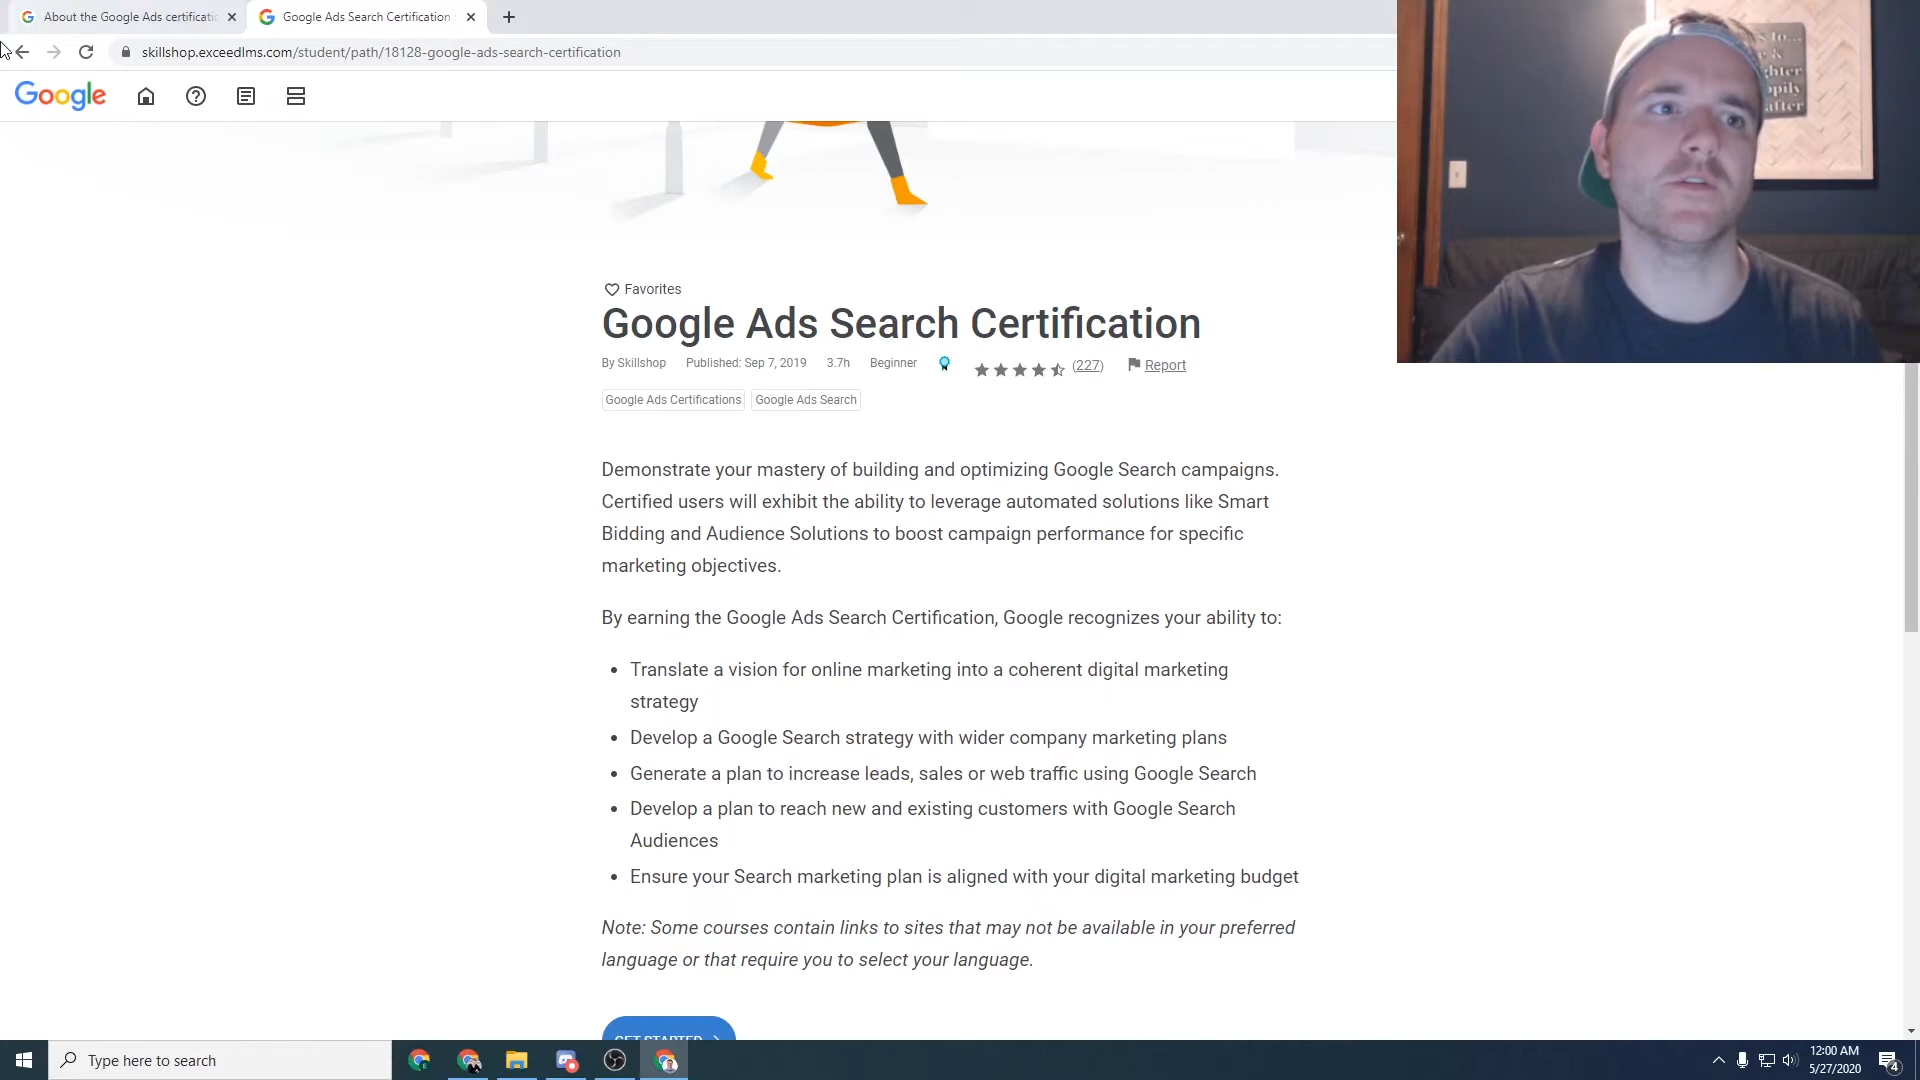 About the Google Ads certificati
Google Ads Search Certification
skillshop.exceedlms.com/student/path/18128-google-ads-search-certification
Google
Favorites
Google Ads Search Certification
By Skillshop Published: Sep 7, 2019 3.7h Beginner (227) Report
Google Ads Certifications Google Ads Search
Demonstrate your mastery of building and optimizing Google Search campaigns.
Certified users will exhibit the ability to leverage automated solutions like Smart
Bidding and Audience Solutions to boost campaign performance for specific
marketing objectives.
By earning the Google Ads Search Certification, Google recognizes your ability to:
• Translate a vision for online marketing into a coherent digital marketing
strategy
• Develop a Google Search strategy with wider company marketing plans
• Generate a plan to increase leads, sales or web traffic using Google Search
• Develop a plan to reach new and existing customers with Google Search
Audiences
• Ensure your Search marketing plan is aligned with your digital marketing budget
Note: Some courses contain links to sites that may not be available in your preferred
language or that require you to select your language.
GET STARTED
Type here to search
12:00 AM
5/27/2020
4